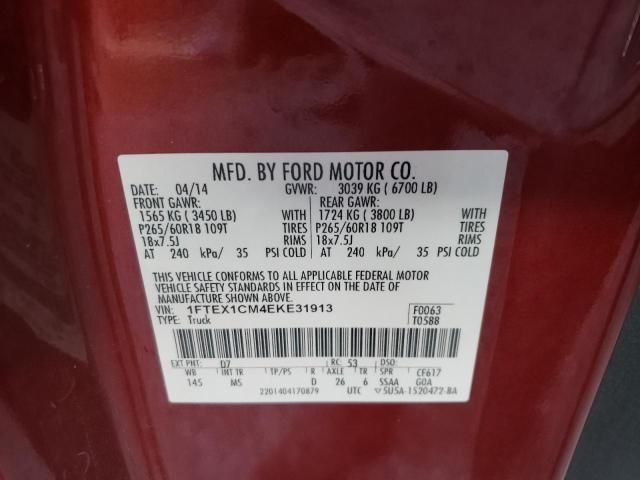 MFD. BY FORD MOTOR CO.
DATE: 04/14 GVWR: 3039 KG ( 6700 LB)
FRONT GAWR: REAR GAWR:
1565 KG ( 3450 LB) WITH 1724 KG ( 3800 LB) WITH
P265/60R18 109T TIRES P265/60R18 109T TIRES
18x7.5J RIMS 18x7.5J RIMS
AT 240 kPa/ 35 PSI COLD AT 240 kPa/ 35 PSI COLD
THIS VEHICLE CONFORMS TO ALL APPLICABLE FEDERAL MOTOR
VEHICLE SAFETY STANDARDS IN EFFECT ON THE DATE OF
MANUFACTURE SHOWN ABOVE.
VIN: 1FTEX1CM4EKE31913 F0063
TYPE: Truck T0588
EXT PNT: D7 RC: 53 DSO:
WB INT TR TP/PS R AXLE TR SPR CF617
145 MS D 26 6 SSAA G0A
2201404170879 UTC ▽5U5A-1520472-BA